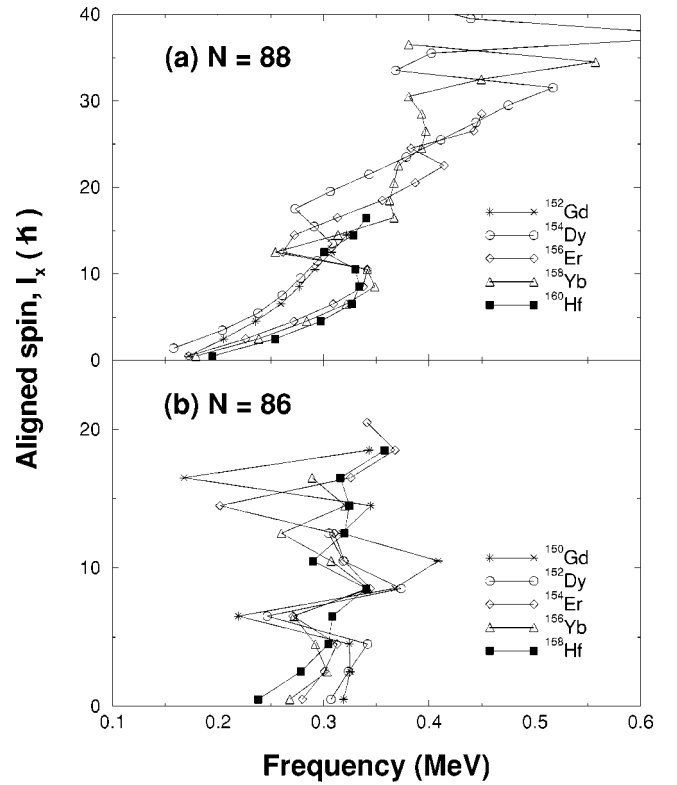 40
(a) N = 88
30
20
10
0
152Gd
154Dy
156Er
158Yb
160Hf
Aligned spin, Ix (ℏ)
(b) N = 86
20
10
0
150Gd
152Dy
154Er
156Yb
158Hf
0.1 0.2 0.3 0.4 0.5 0.6
Frequency (MeV)